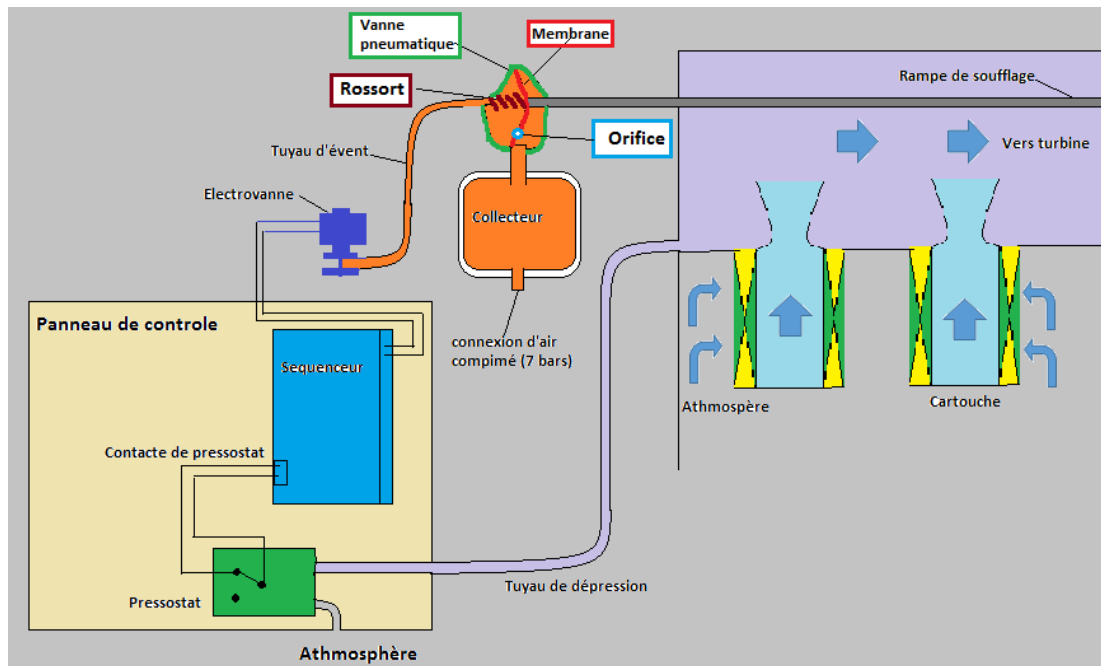 Vanne
pneumatique
Membrane
Rossort
Rampe de soufflage
Orifice
Vers turbine
Tuyau d'évent
Electrovanne
Collecteur
Panneau de controle
connexion d'air
compimé (7 bars)
Sequenceur
Athmospère
Cartouche
Contacte de pressostat
Tuyau de dépression
Pressostat
Athmosphère